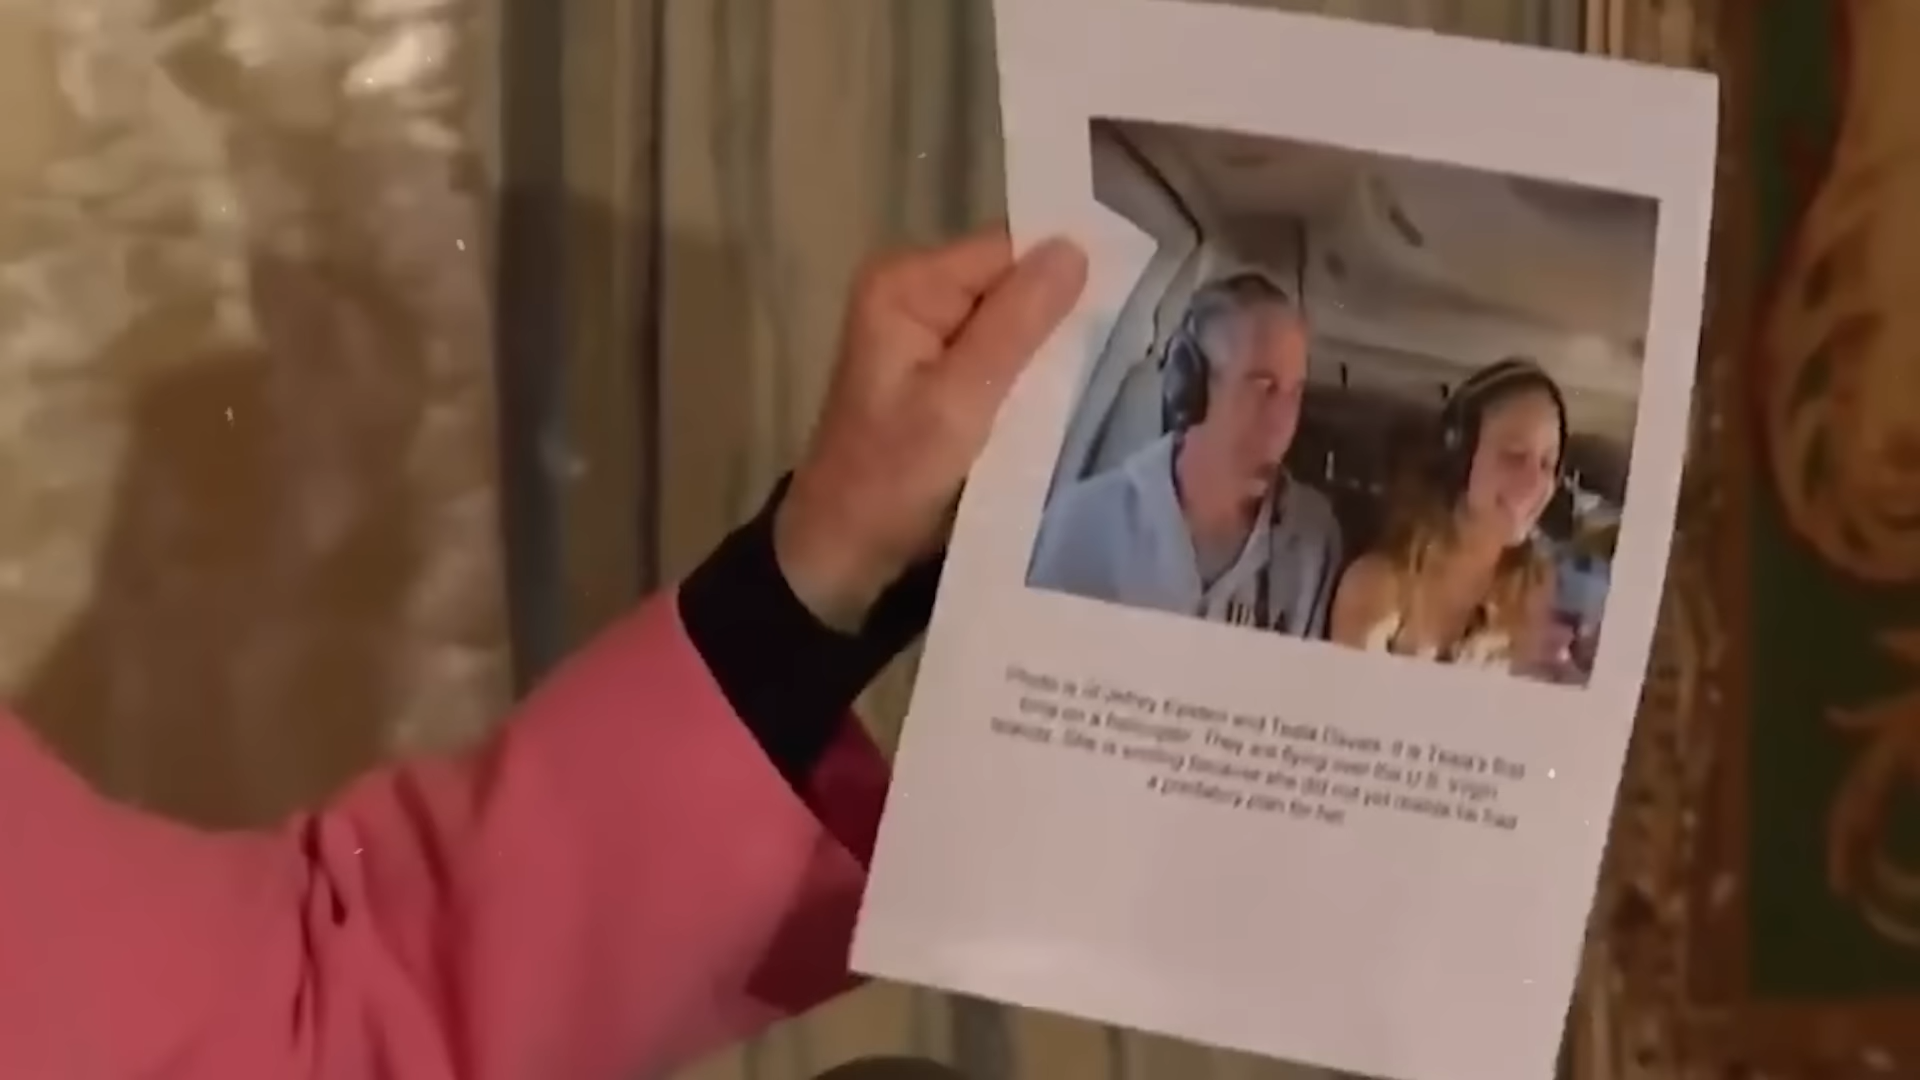 Photo is of Jeffrey Epstein and Teala Davies. It is Teala's first
time on a helicopter. They are flying over the U.S. Virgin
Islands. She is smiling because she did not yet realize he had
a predatory plan for her.